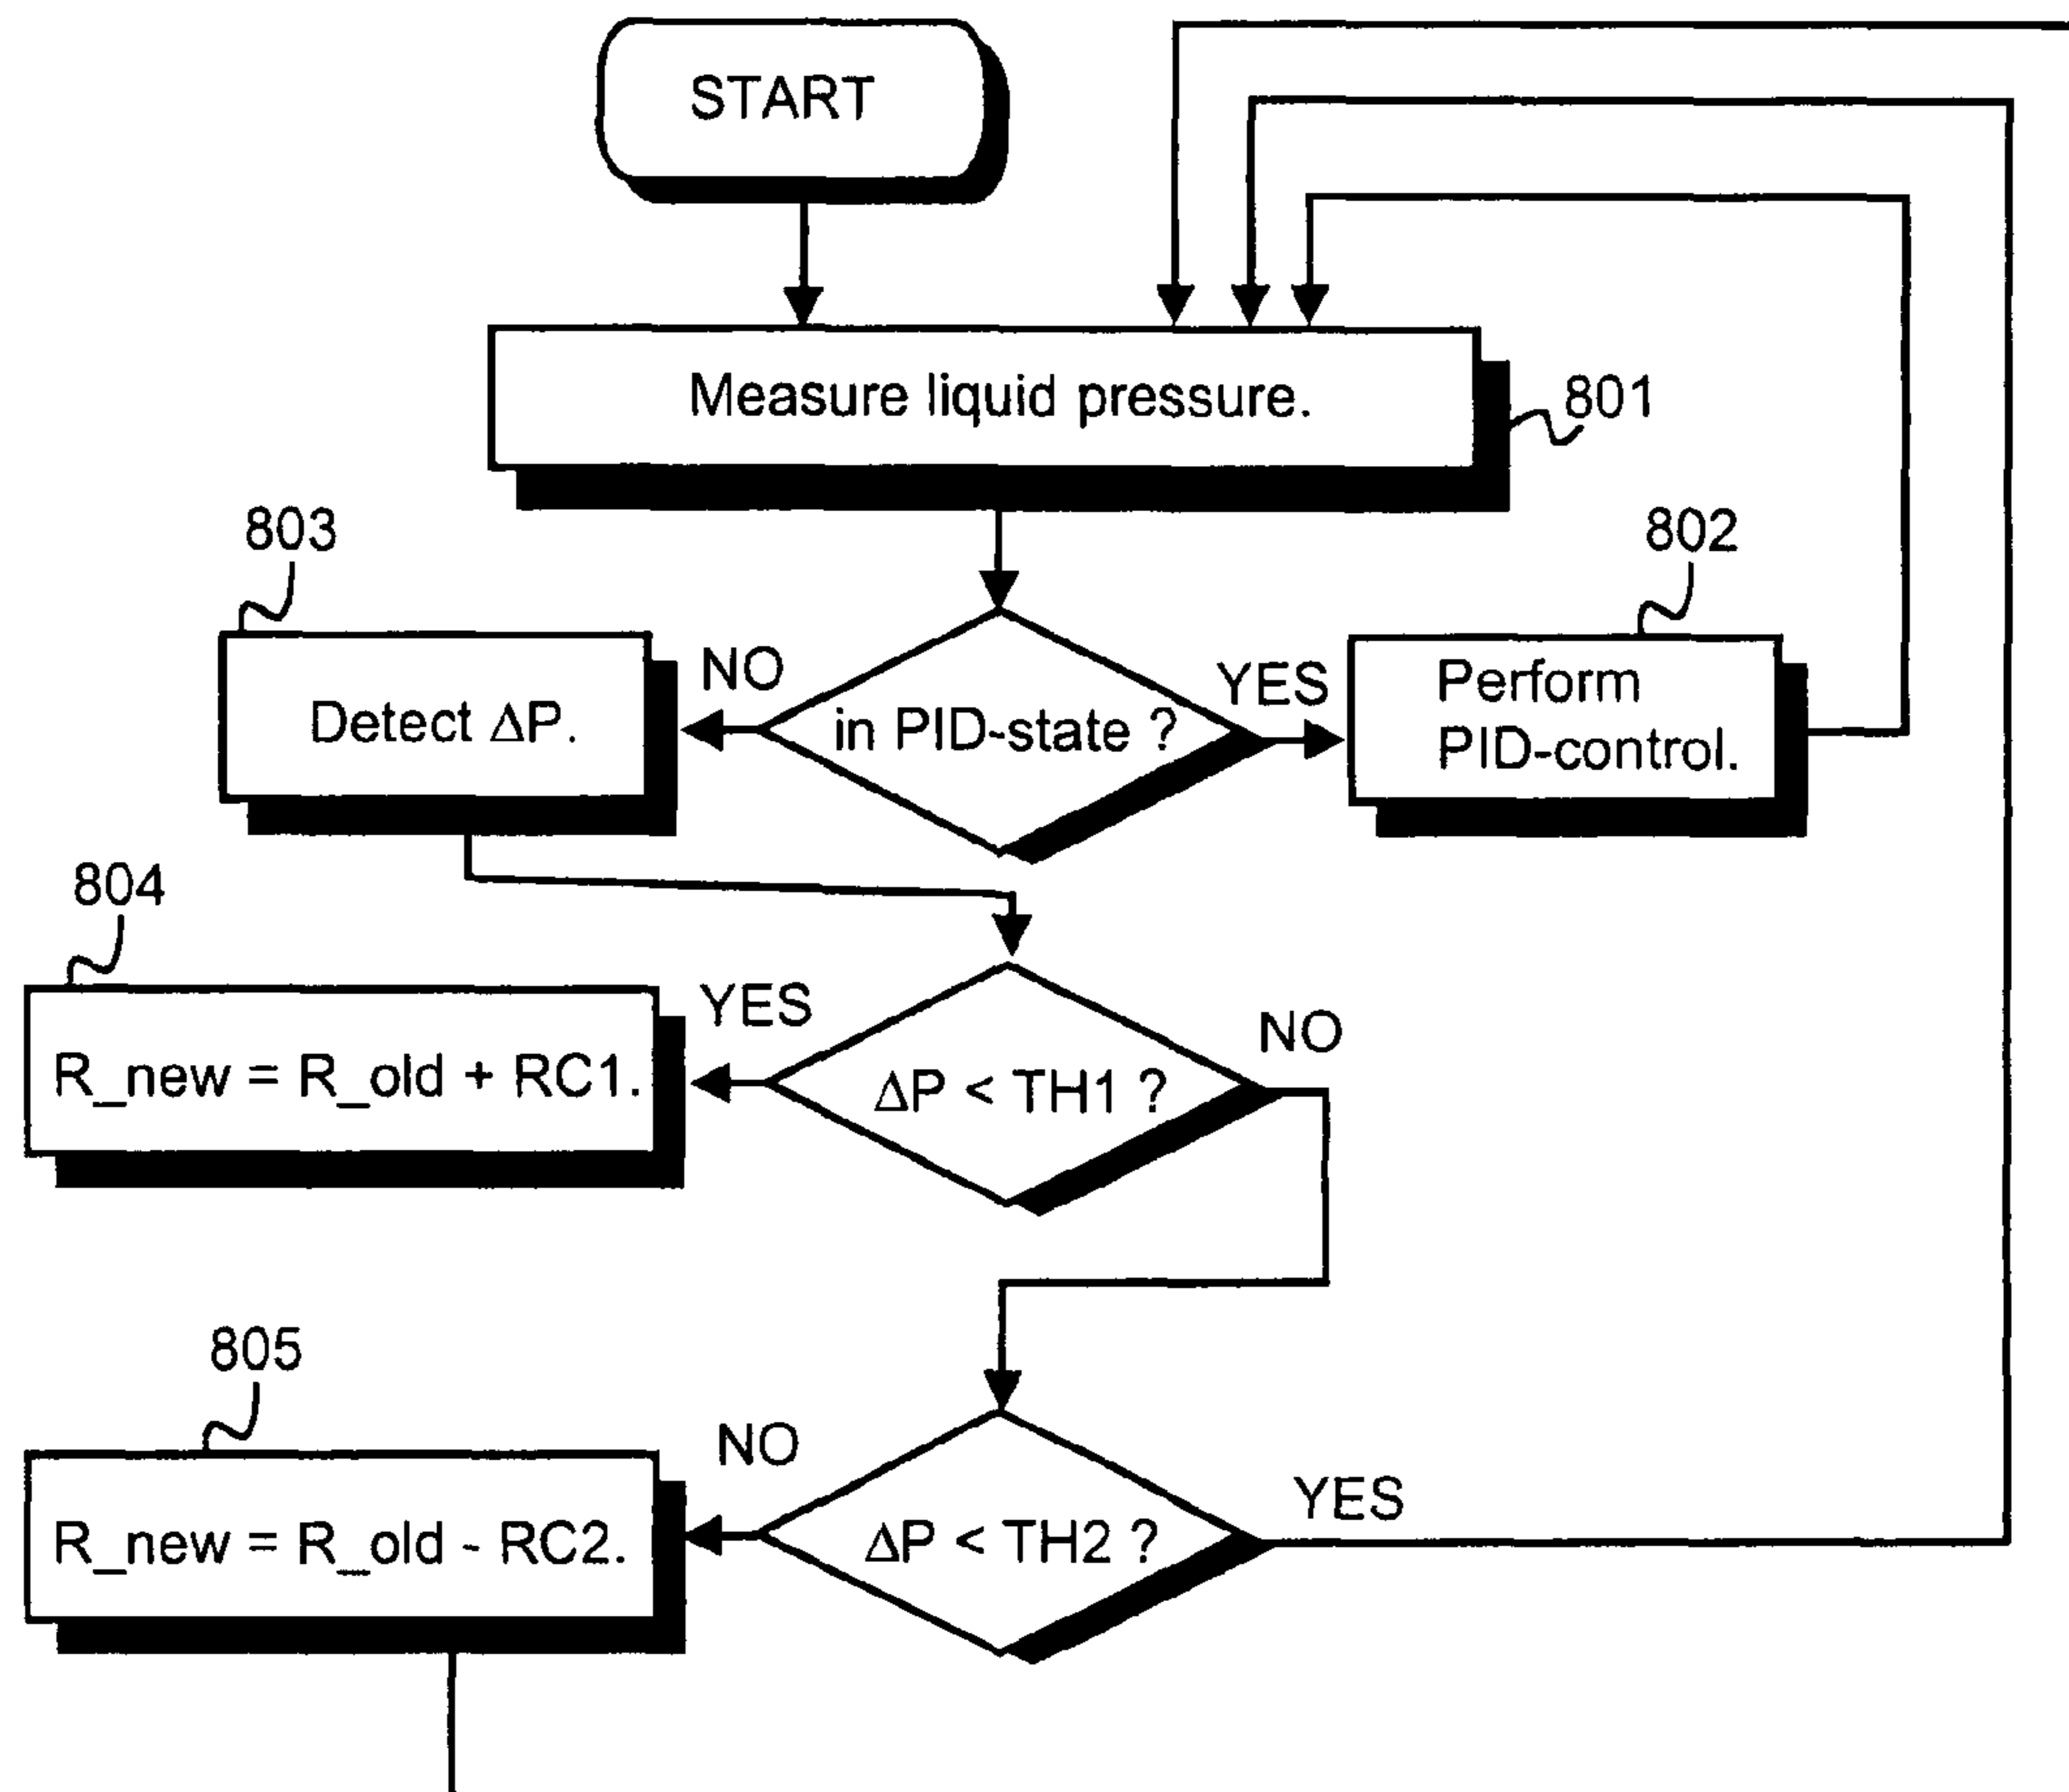 START
Measure liquid pressure.
801
803
802
NO
YES
Detect ΔP.
in PID-state ?
Perform
PID-control.
804
YES
NO
R_new = R_old + RC1.
ΔP < TH1 ?
805
NO
YES
R_new = R_old - RC2.
ΔP < TH2 ?